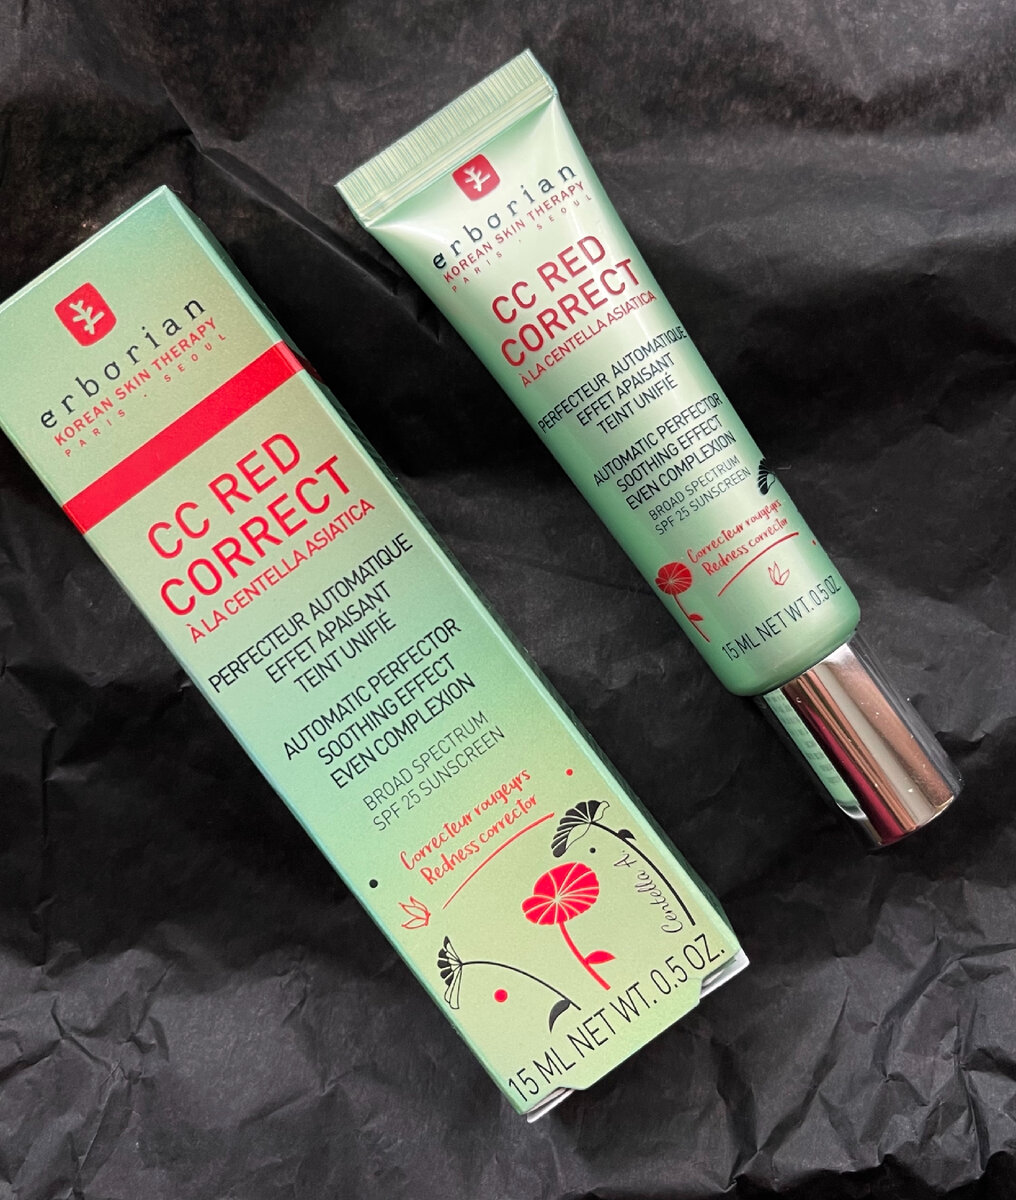 erborian
KOREAN SKIN THERAPY
PARIS . SEOUL
CC RED
CORRECT
À LA CENTELLA ASIATICA
PERFECTEUR AUTOMATIQUE
EFFET APAISANT
TEINT UNIFIÉ
AUTOMATIC PERFECTOR
SOOTHING EFFECT
EVEN COMPLEXION
BROAD SPECTRUM
SPF 25 SUNSCREEN
Correcteur rougeurs
Redness corrector
Centella A.
15 ML NET WT. 0.5 OZ.
erborian
KOREAN SKIN THERAPY
PARIS . SEOUL
CC RED
CORRECT
À LA CENTELLA ASIATICA
PERFECTEUR AUTOMATIQUE
EFFET APAISANT
TEINT UNIFIÉ
AUTOMATIC PERFECTOR
SOOTHING EFFECT
EVEN COMPLEXION
BROAD SPECTRUM
SPF 25 SUNSCREEN
Correcteur rougeurs
Redness corrector
15 ML NET WT. 0.5 OZ.